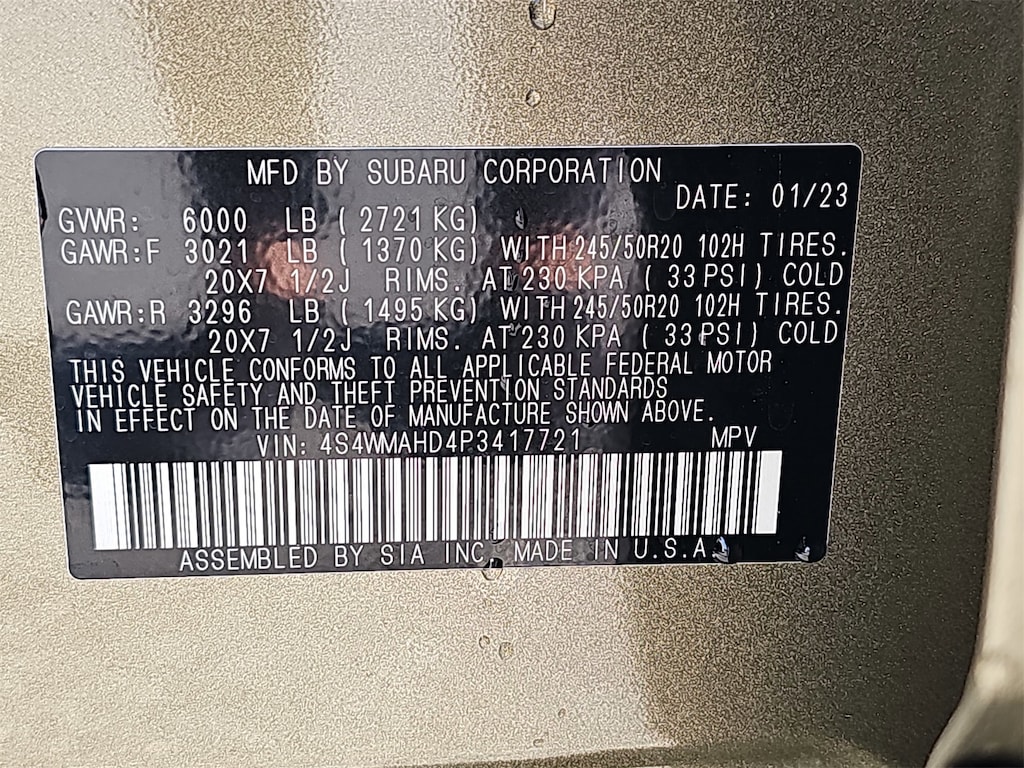 MFD BY SUBARU CORPORATION
DATE: 01/23
GVWR: 6000 LB ( 2721 KG)
GAWR:F 3021 LB ( 1370 KG) WITH 245/50R20 102H TIRES.
20X7 1/2J RIMS. AT 230 KPA ( 33 PSI) COLD
GAWR:R 3296 LB ( 1495 KG) WITH 245/50R20 102H TIRES.
20X7 1/2J RIMS. AT 230 KPA ( 33 PSI) COLD
THIS VEHICLE CONFORMS TO ALL APPLICABLE FEDERAL MOTOR
VEHICLE SAFETY AND THEFT PREVENTION STANDARDS
IN EFFECT ON THE DATE OF MANUFACTURE SHOWN ABOVE.
VIN: 4S4WMAHD4P3417721 MPV
ASSEMBLED BY SIA INC. MADE IN U.S.A.